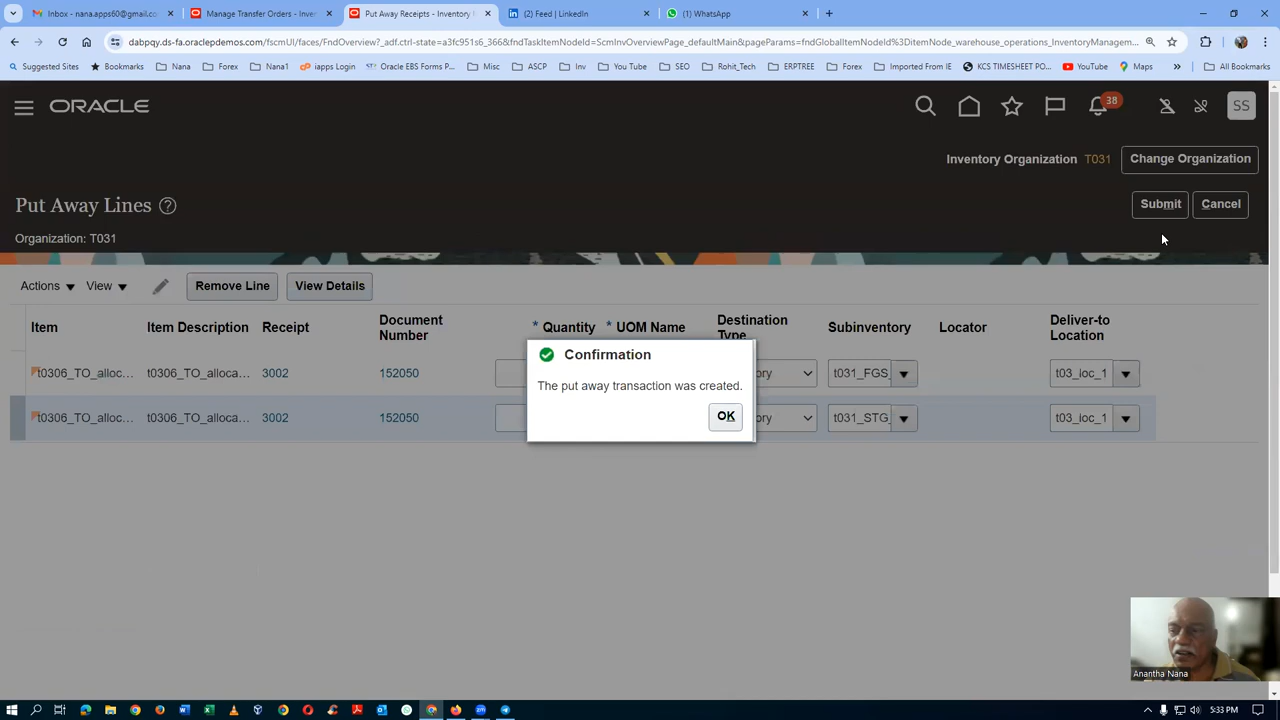 Inbox - nana.apps60@gmail.co
Manage Transfer Orders - Inven
Put Away Receipts - Inventory M
(2) Feed | LinkedIn
(1) WhatsApp
dabpqy.ds-fa.oraclepdemos.com/fscmUI/faces/FndOverview?_adf.ctrl-state=a3fc951s6_366&fndTaskItemNodeId=ScmInvOverviewPage_defaultMain&pageParams=fndGlobalItemNodeId%3DitemNode_warehouse_operations_InventoryManagem...
Suggested Sites Bookmarks Nana Forex Nana1 iapps Login Oracle EBS Forms P... Misc ASCP Inv You Tube SEO Rohit_Tech ERPTREE Forex Imported From IE KCS TIMESHEET PO... YouTube Maps » All Bookmarks
ORACLE
38
SS
Inventory Organization T031 Change Organization
Put Away Lines ?
Submit Cancel
Organization: T031
Actions View Remove Line View Details
Item Item Description Receipt Document Number * Quantity * UOM Name Destination Type Subinventory Locator Deliver-to Location
t0306_TO_alloc... t0306_TO_alloca... 3002 152050 ory t031_FGS_ t03_loc_1
t0306_TO_alloc... t0306_TO_alloca... 3002 152050 ory t031_STG_ t03_loc_1
Confirmation
The put away transaction was created.
OK
Anantha Nana
5:33 PM